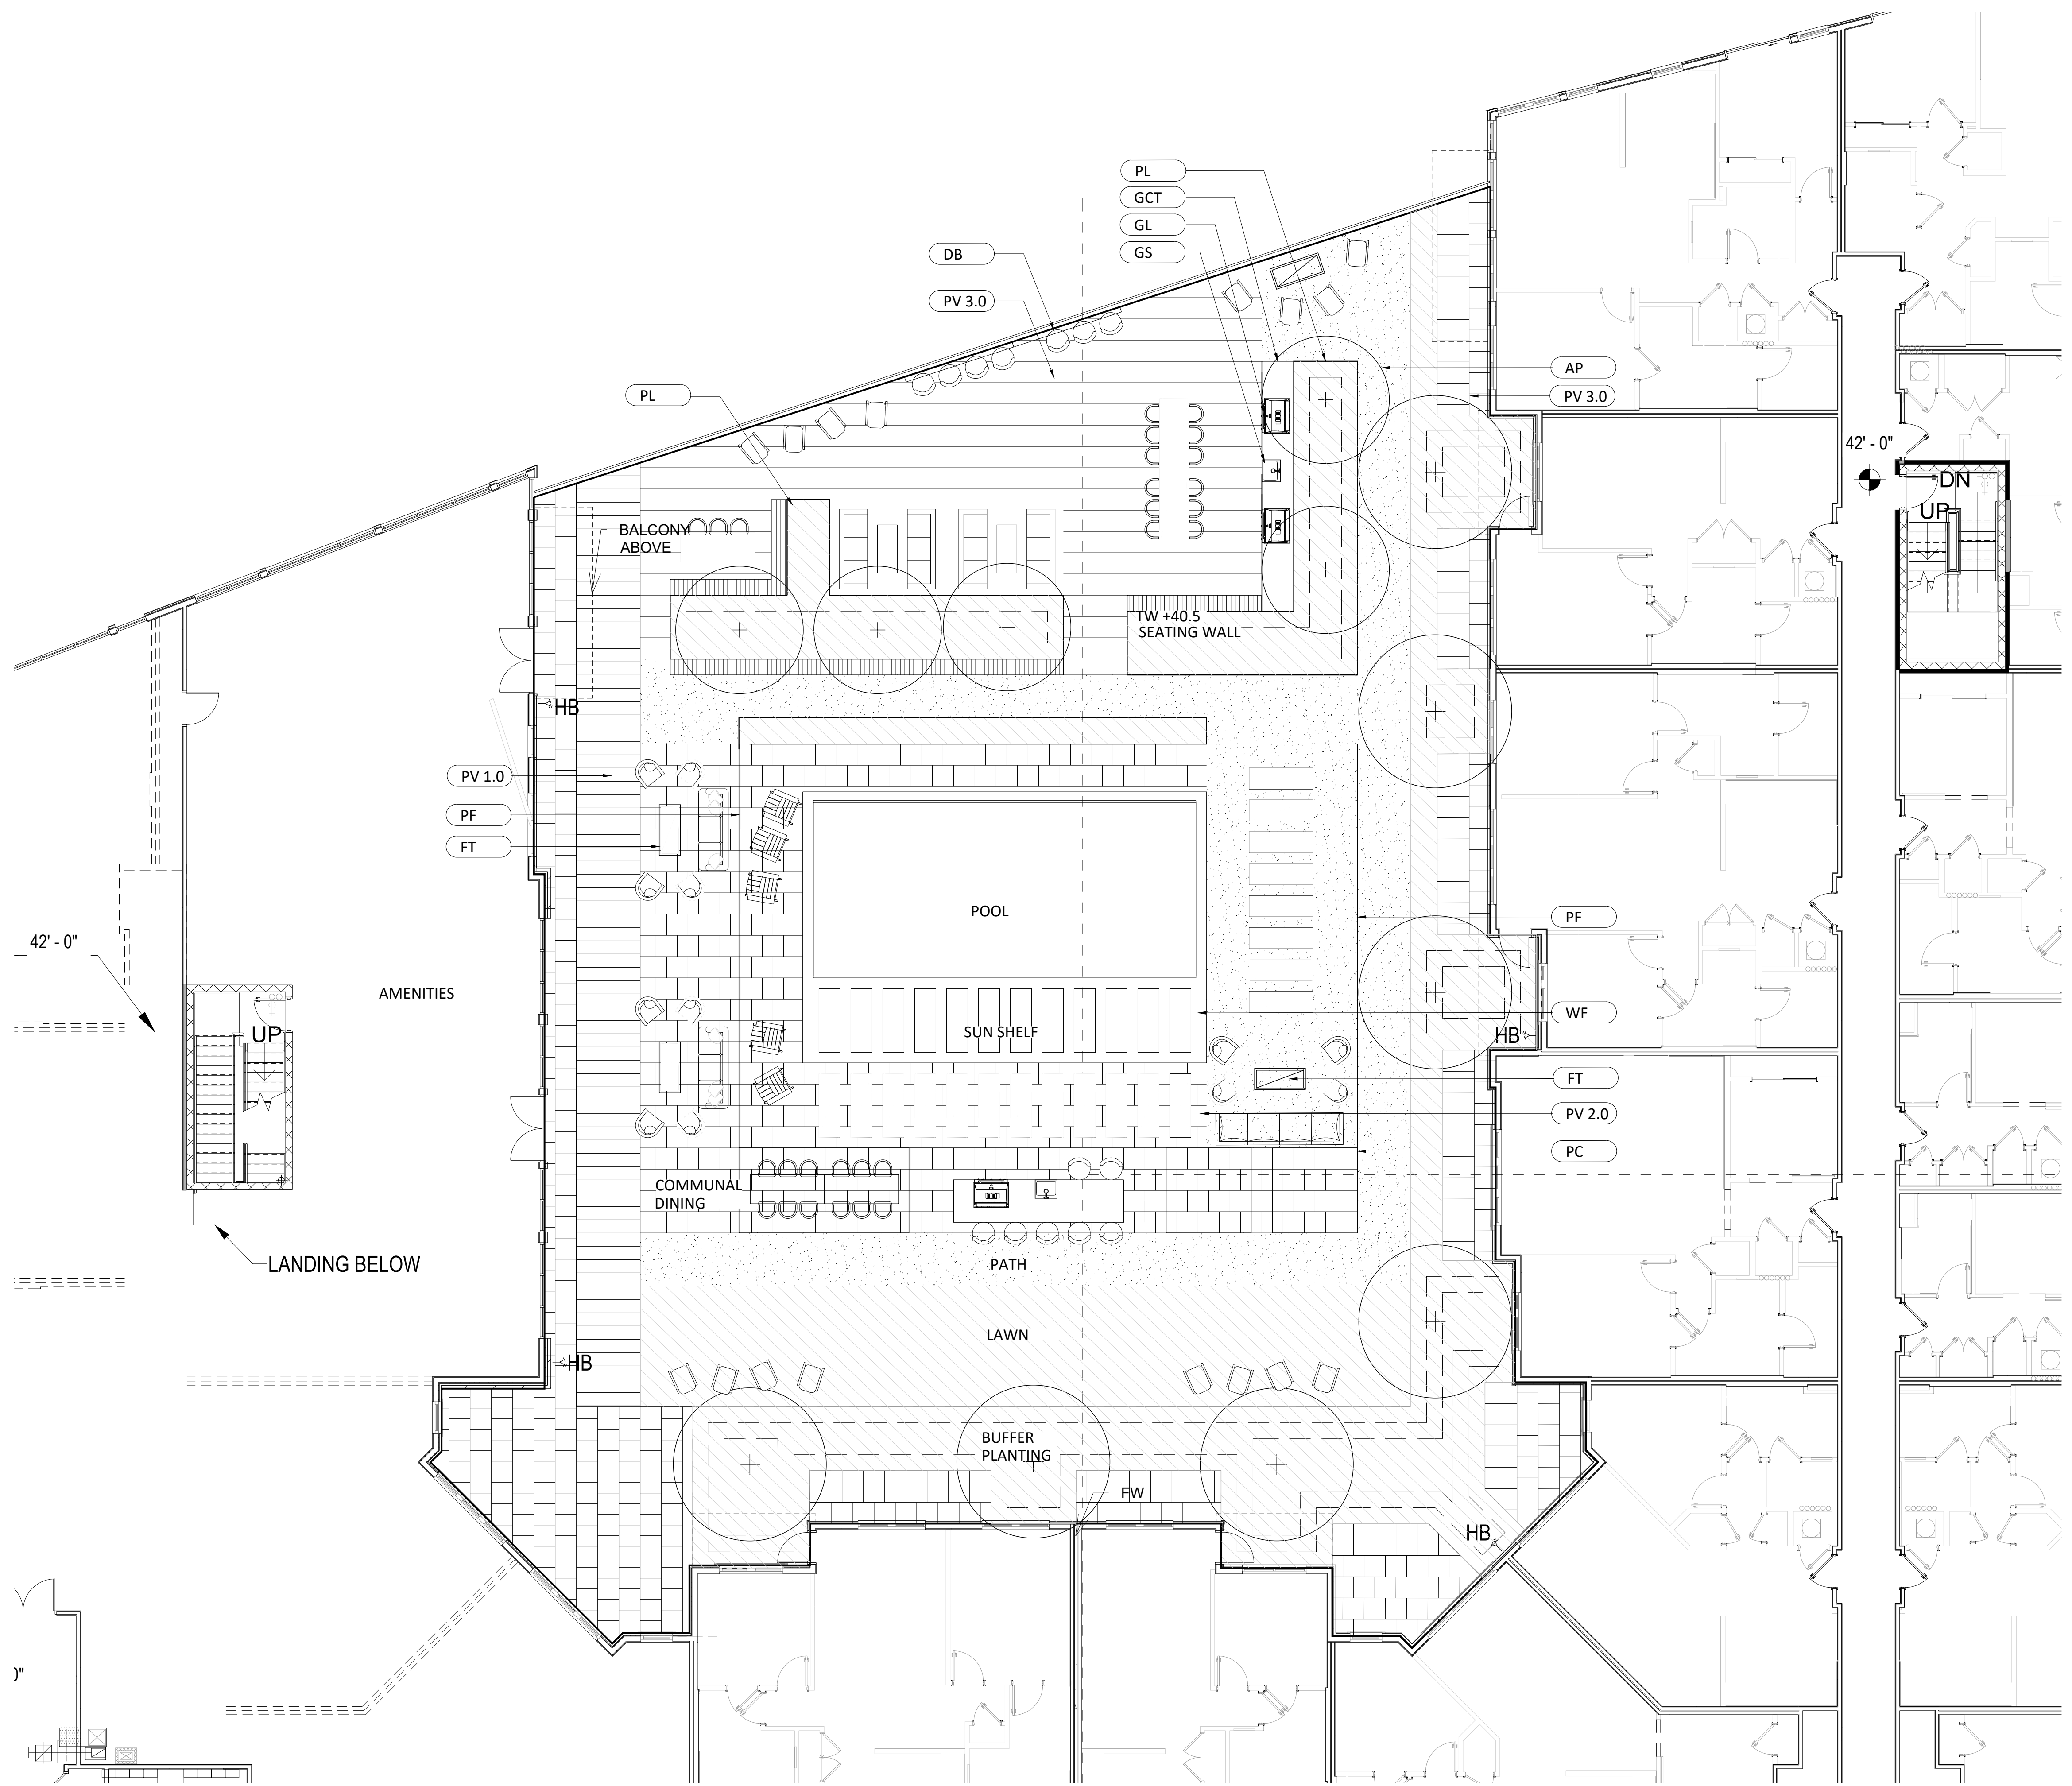 PL
GCT
GL
GS
DB
PV 3.0
PL
AP
PV 3.0
42' - 0"
DN
UP
BALCONY
ABOVE
TW +40.5
SEATING WALL
HB
PV 1.0
PF
FT
POOL
PF
42' - 0"
AMENITIES
WF
SUN SHELF
UP
HB
FT
PV 2.0
PC
COMMUNAL
DINING
LANDING BELOW
PATH
LAWN
HB
BUFFER
PLANTING
FW
HB
0"